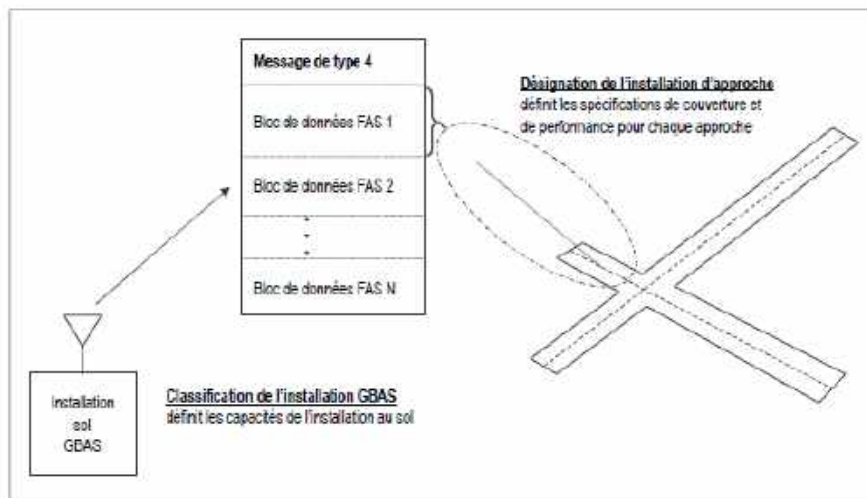 Message de type 4
Bloc de données FAS 1
Bloc de données FAS 2
Bloc de données FAS N
Désignation de l'installation d'approche
définit les spécifications de couverture et
de performance pour chaque approche
Installation
sol
GBAS
Classification de l'installation GBAS
définit les capacités de l'installation au sol